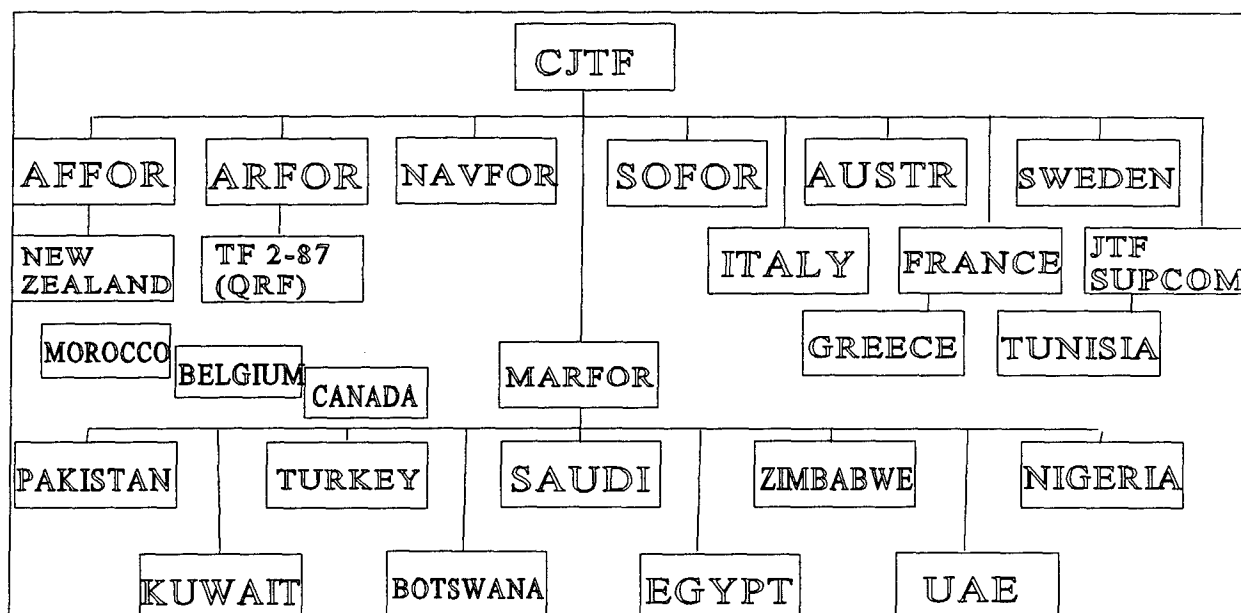 CJTF
AFFOR
ARFOR
NAVFOR
SOFOR
AUSTR
SWEDEN
NEW
ZEALAND
TF 2-87
(QRF)
ITALY
FRANCE
JTF
SUPCOM
GREECE
TUNISIA
MOROCCO
BELGIUM
CANADA
MARFOR
PAKISTAN
TURKEY
SAUDI
ZIMBABWE
NIGERIA
KUWAIT
BOTSWANA
EGYPT
UAE